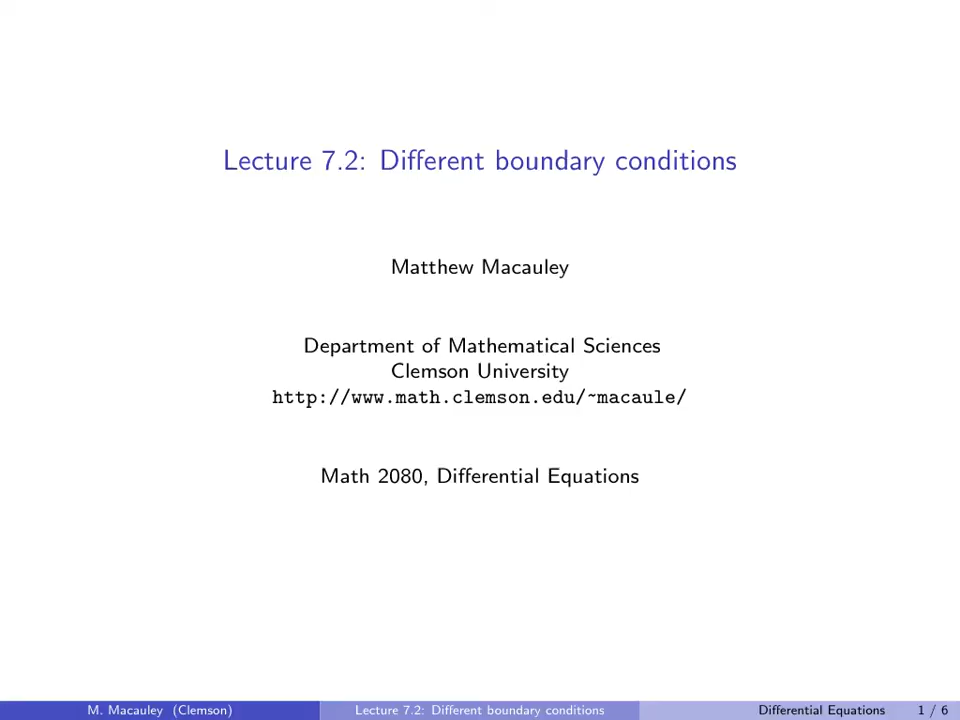 Lecture 7.2: Different boundary conditions
Matthew Macauley
Department of Mathematical Sciences
Clemson University
http://www.math.clemson.edu/~macaule/
Math 2080, Differential Equations
M. Macauley (Clemson) Lecture 7.2: Different boundary conditions Differential Equations 1 / 6